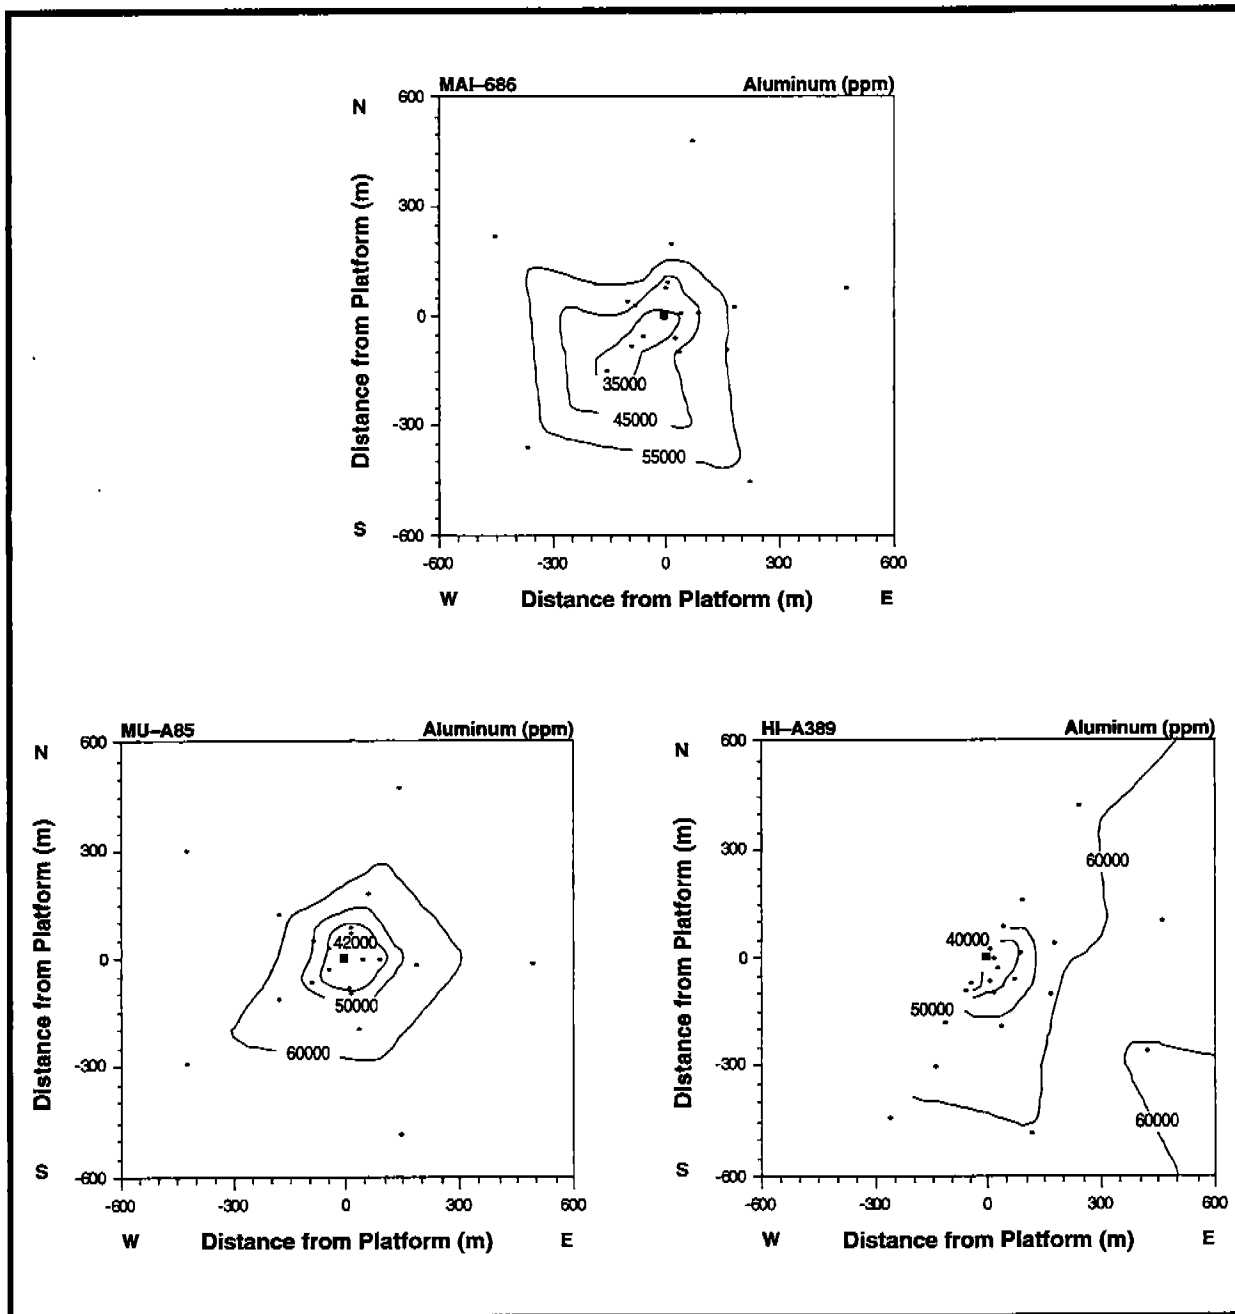 MAI-686 Aluminum (ppm)
N
600
300
0
-300
-600
S
Distance from Platform (m)
35000
45000
55000
-600 -300 0 300 600
W Distance from Platform (m) E
MU-A85 Aluminum (ppm)
N
600
300
0
-300
-600
S
Distance from Platform (m)
42000
50000
60000
-600 -300 0 300 600
W Distance from Platform (m) E
HI-A389 Aluminum (ppm)
N
600
300
0
-300
-600
S
Distance from Platform (m)
60000
40000
50000
60000
-600 -300 0 300 600
W Distance from Platform (m) E